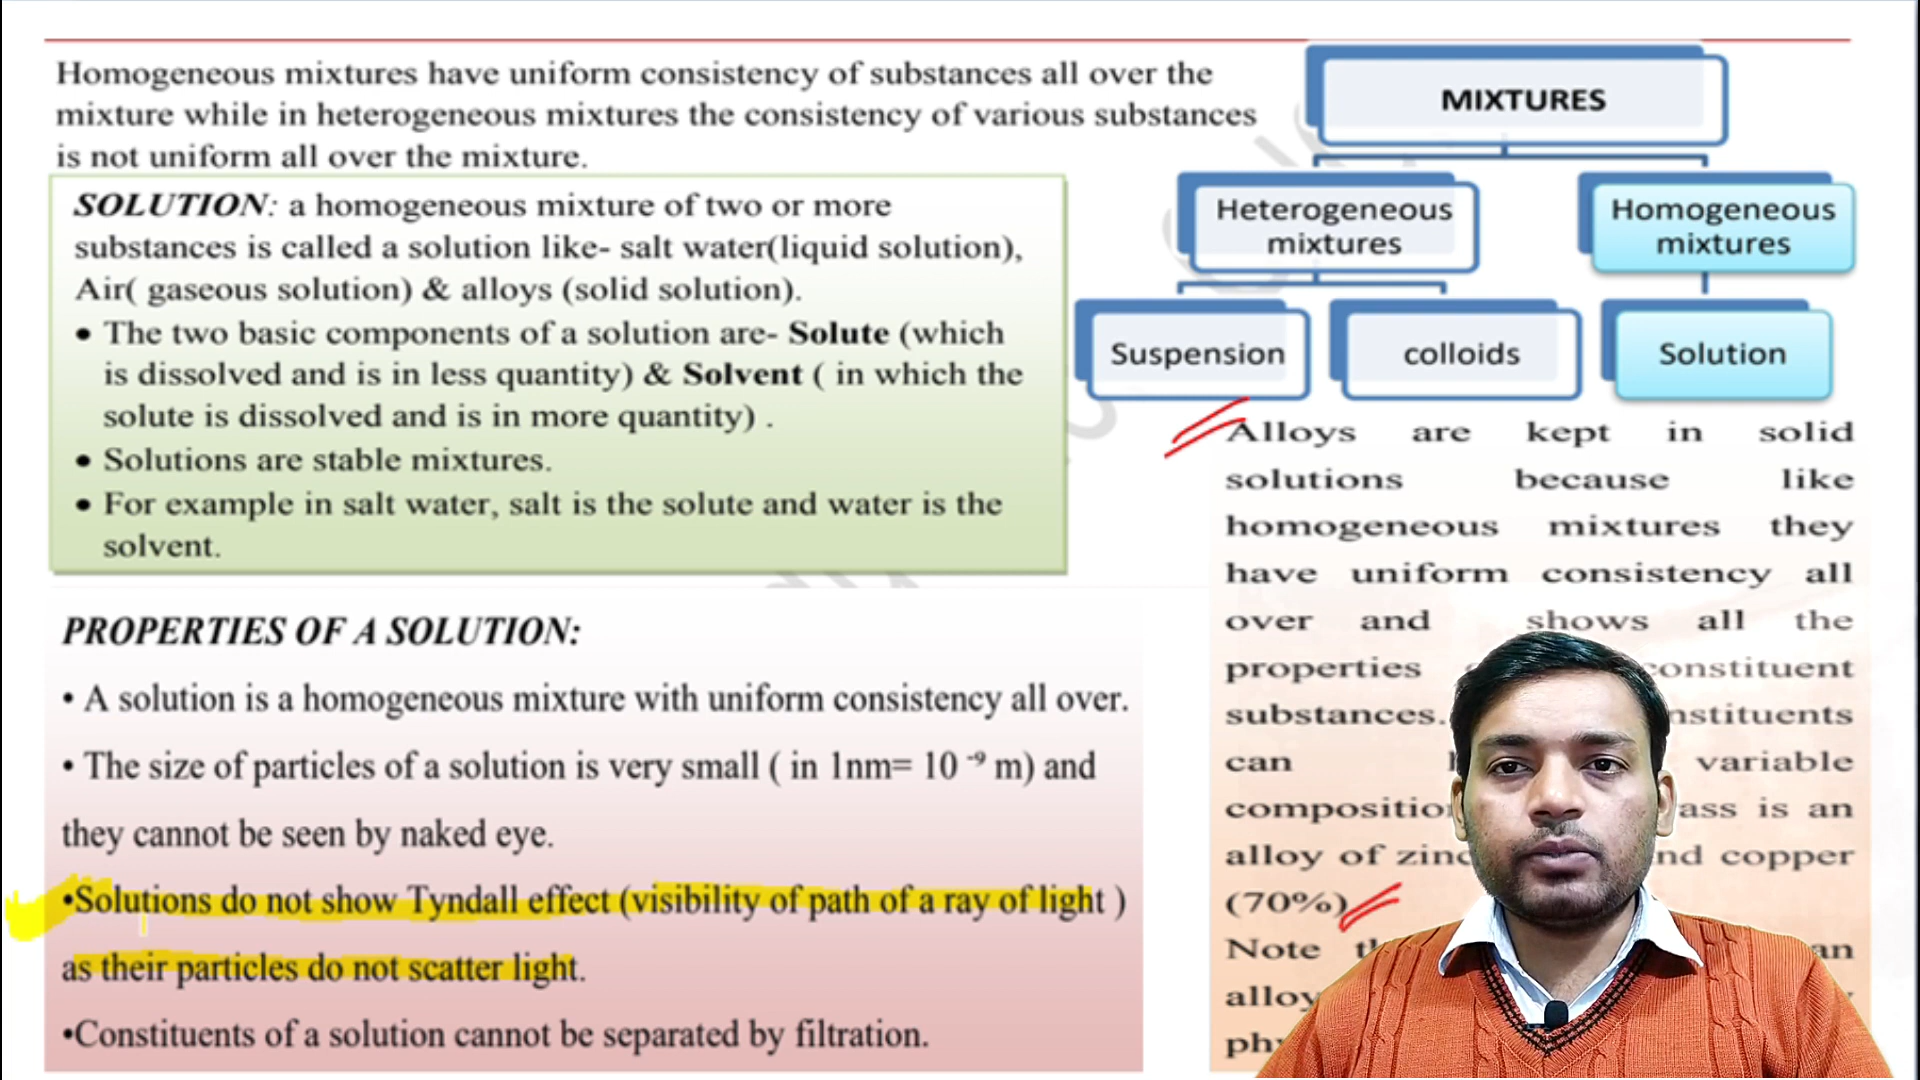 Homogeneous mixtures have uniform consistency of substances all over the
mixture while in heterogeneous mixtures the consistency of various substances
is not uniform all over the mixture.
SOLUTION: a homogeneous mixture of two or more
substances is called a solution like- salt water(liquid solution),
Air( gaseous solution) & alloys (solid solution).
• The two basic components of a solution are- Solute (which
is dissolved and is in less quantity) & Solvent ( in which the
solute is dissolved and is in more quantity) .
• Solutions are stable mixtures.
• For example in salt water, salt is the solute and water is the
solvent.
PROPERTIES OF A SOLUTION:
• A solution is a homogeneous mixture with uniform consistency all over.
• The size of particles of a solution is very small ( in 1nm= 10 ⁻⁹ m) and
they cannot be seen by naked eye.
•Solutions do not show Tyndall effect (visibility of path of a ray of light )
as their particles do not scatter light.
•Constituents of a solution cannot be separated by filtration.
MIXTURES
Heterogeneous
mixtures
Homogeneous
mixtures
Suspension
colloids
Solution
Alloys are kept in solid
solutions because like
homogeneous mixtures they
have uniform consistency all
over and shows all the
properties constituent
substances.
can variable
is an
alloy of copper
(70%)
Note